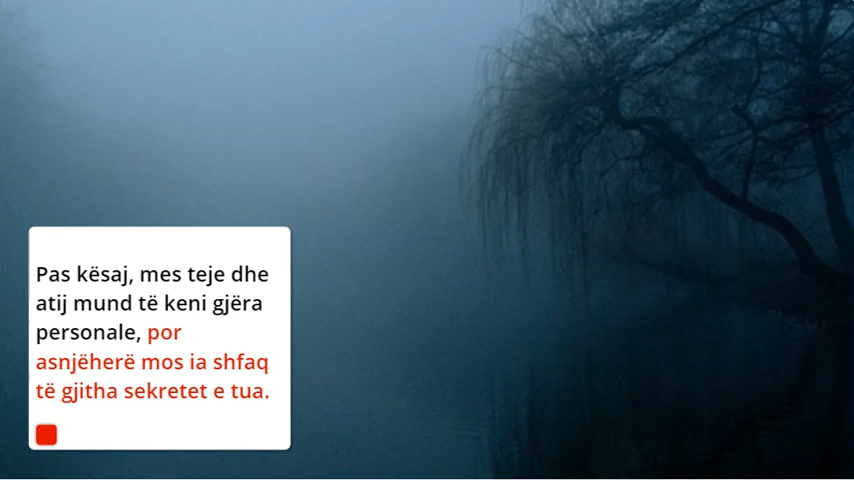 Pas kësaj, mes teje dhe
atij mund të keni gjëra
personale, por
asnjëherë mos ia shfaq
të gjitha sekretet e tua.